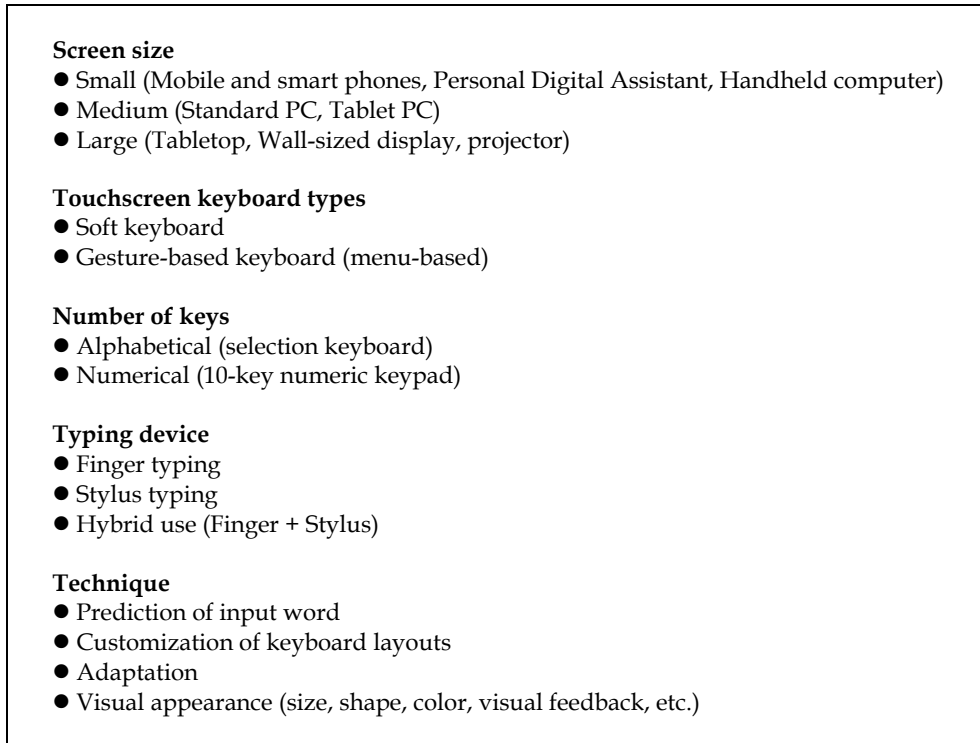 Screen size
● Small (Mobile and smart phones, Personal Digital Assistant, Handheld computer)
● Medium (Standard PC, Tablet PC)
● Large (Tabletop, Wall-sized display, projector)
Touchscreen keyboard types
● Soft keyboard
● Gesture-based keyboard (menu-based)
Number of keys
● Alphabetical (selection keyboard)
● Numerical (10-key numeric keypad)
Typing device
● Finger typing
● Stylus typing
● Hybrid use (Finger + Stylus)
Technique
● Prediction of input word
● Customization of keyboard layouts
● Adaptation
● Visual appearance (size, shape, color, visual feedback, etc.)